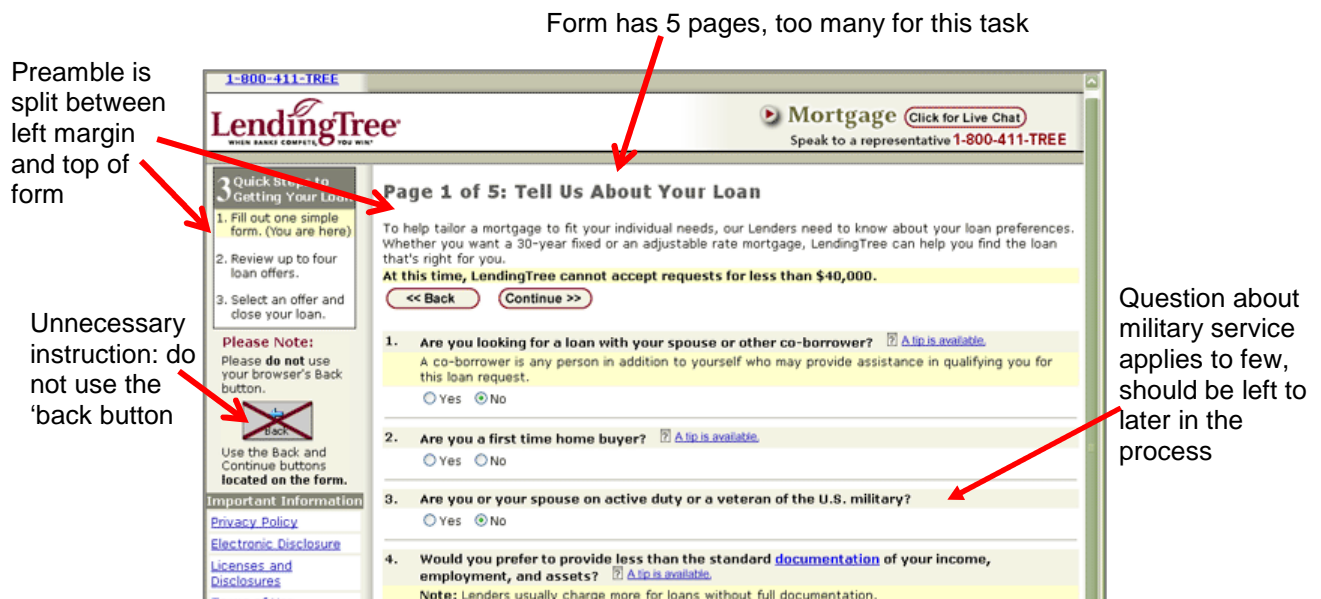 Form has 5 pages, too many for this task
Preamble is
split between
left margin
and top of
form
1-800-411-TREE
LendingTree
WHEN BANKS COMPETE, YOU WIN
Mortgage Click for Live Chat
Speak to a representative 1-800-411-TREE
3 Quick Steps to
Getting Your Loan
1. Fill out one simple
form. (You are here)
2. Review up to four
loan offers.
3. Select an offer and
close your loan.
Please Note:
Please do not use
your browser's Back
button.
Back
Use the Back and
Continue buttons
located on the form.
Important Information
Privacy Policy
Electronic Disclosure
Licenses and
Disclosures
Unnecessary
instruction: do
not use the
‘back button
Page 1 of 5: Tell Us About Your Loan
To help tailor a mortgage to fit your individual needs, our Lenders need to know about your loan preferences.
Whether you want a 30-year fixed or an adjustable rate mortgage, LendingTree can help you find the loan
that's right for you.
At this time, LendingTree cannot accept requests for less than $40,000.
<< Back Continue >>
1. Are you looking for a loan with your spouse or other co-borrower? ? A tip is available.
A co-borrower is any person in addition to yourself who may provide assistance in qualifying you for
this loan request.
Yes No
2. Are you a first time home buyer? ? A tip is available.
Yes No
3. Are you or your spouse on active duty or a veteran of the U.S. military?
Yes No
4. Would you prefer to provide less than the standard documentation of your income,
employment, and assets? ? A tip is available.
Note: Lenders usually charge more for loans without full documentation.
Question about
military service
applies to few,
should be left to
later in the
process